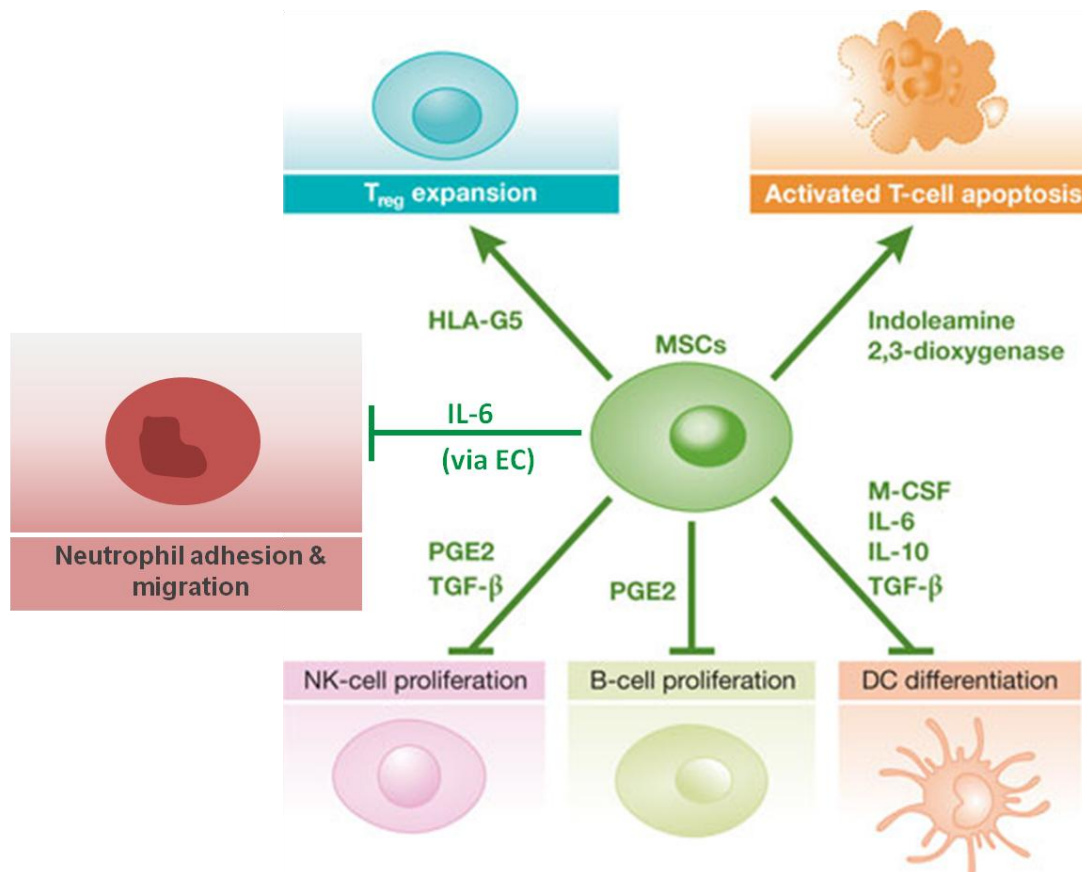 T_reg expansion
Activated T-cell apoptosis
HLA-G5
MSCs
Indoleamine
2,3-dioxygenase
IL-6
(via EC)
Neutrophil adhesion &
migration
PGE2
TGF-β
PGE2
M-CSF
IL-6
IL-10
TGF-β
NK-cell proliferation
B-cell proliferation
DC differentiation